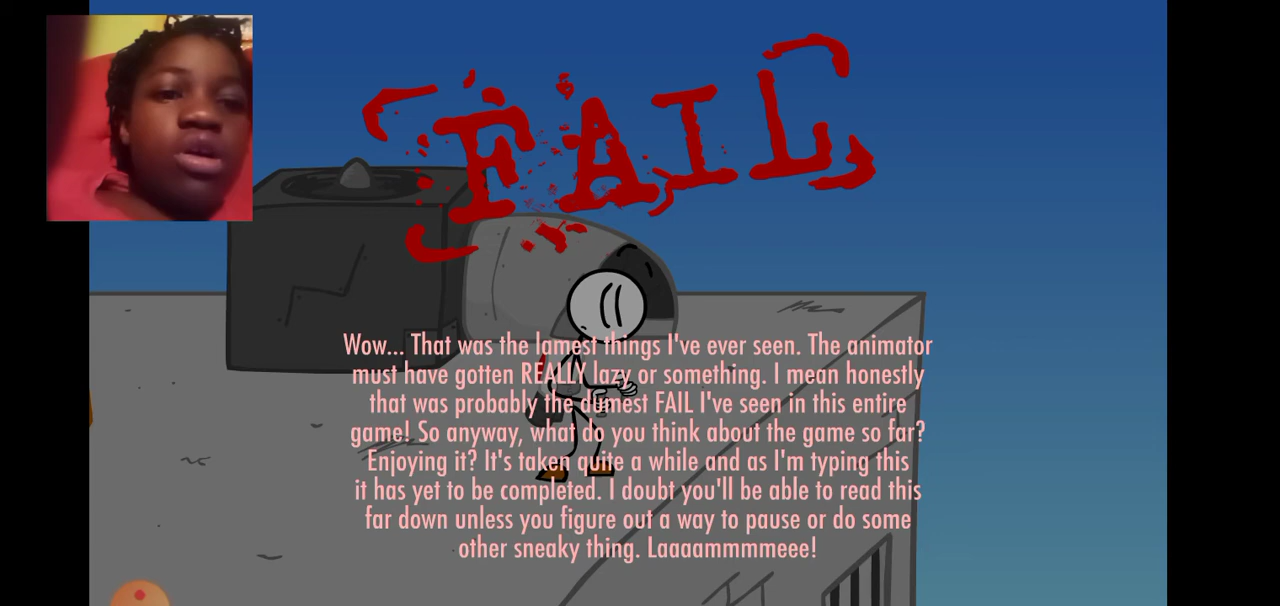 FAIL
Wow... That was the lamest things I've ever seen. The animator
must have gotten REALLY lazy or something. I mean honestly
that was probably the dumest FAIL I've seen in this entire
game! So anyway, what do you think about the game so far?
Enjoying it? It's taken quite a while and as I'm typing this
it has yet to be completed. I doubt you'll be able to read this
far down unless you figure out a way to pause or do some
other sneaky thing. Laaaammmmeeee!